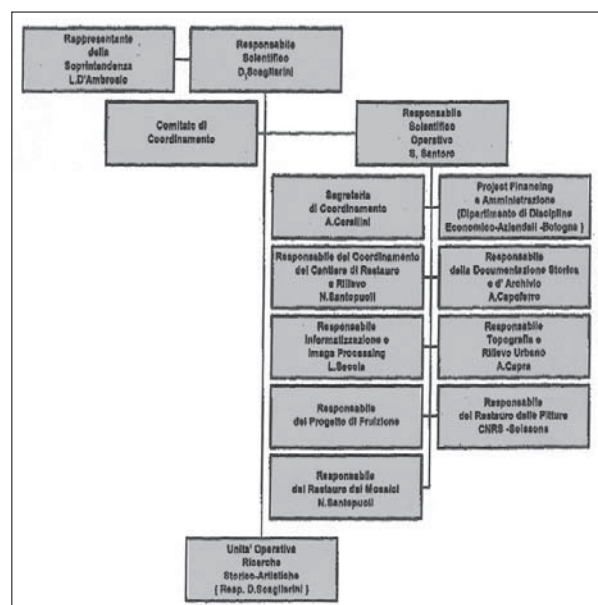 Rappresentante
della
Soprintendenza
L.D'Ambrosio
Responsabile
Scientifico
D.Scagliarini
Comitato di
Coordinamento
Responsabile
Scientifico
Operativo
S. Santoro
Segreteria
di Coordinamento
A.Coralini
Project Financing
e Amministrazione
(Dipartimento di Discipline
Economico-Aziendali -Bologna )
Responsabile del Coordinamento
del Cantiere di Restauro
e Rilievo
N.Santopuoli
Responsabile
della Documentazione Storica
e d' Archivio
A.Capoferro
Responsabile
Informatizzazione e
Image Processing
L.Seccia
Responsabile
Topografia e
Rilievo Urbano
A.Capra
Responsabile
del Progetto di Fruizione
Responsabile
del Restauro delle Pitture
CNRS -Soissons
Responsabile
del Restauro dei Mosaici
N.Santopuoli
Unita' Operativa
Ricerche
Storico-Artistiche
( Resp. D.Scagliarini )